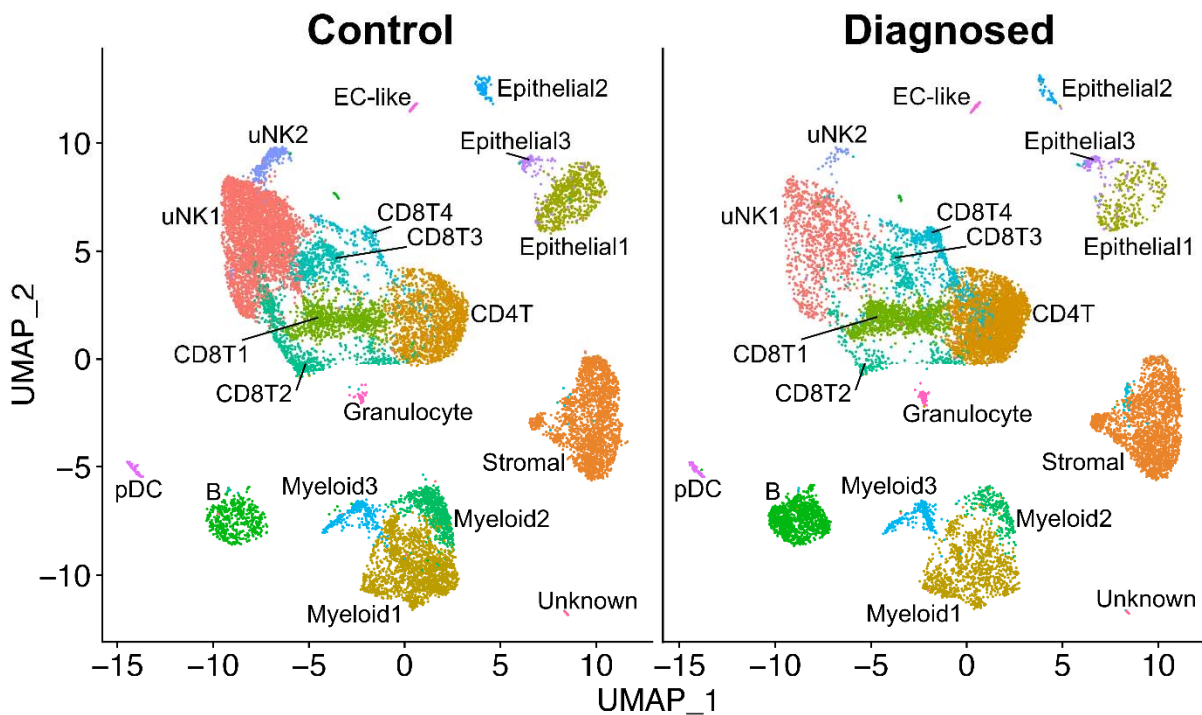 Control
Diagnosed
EC-like
Epithelial2
uNK2
Epithelial3
uNK1
CD8T4
CD8T3
Epithelial1
CD4T
CD8T1
CD8T2
Granulocyte
Stromal
pDC
B
Myeloid3
Myeloid2
Myeloid1
Unknown
EC-like
Epithelial2
uNK2
Epithelial3
uNK1
CD8T4
CD8T3
Epithelial1
CD4T
CD8T1
CD8T2
Granulocyte
Stromal
pDC
B
Myeloid3
Myeloid2
Myeloid1
Unknown
10
5
0
−5
−10
UMAP_2
−15 −10 −5 0 5 10
−15 −10 −5 0 5 10
UMAP_1